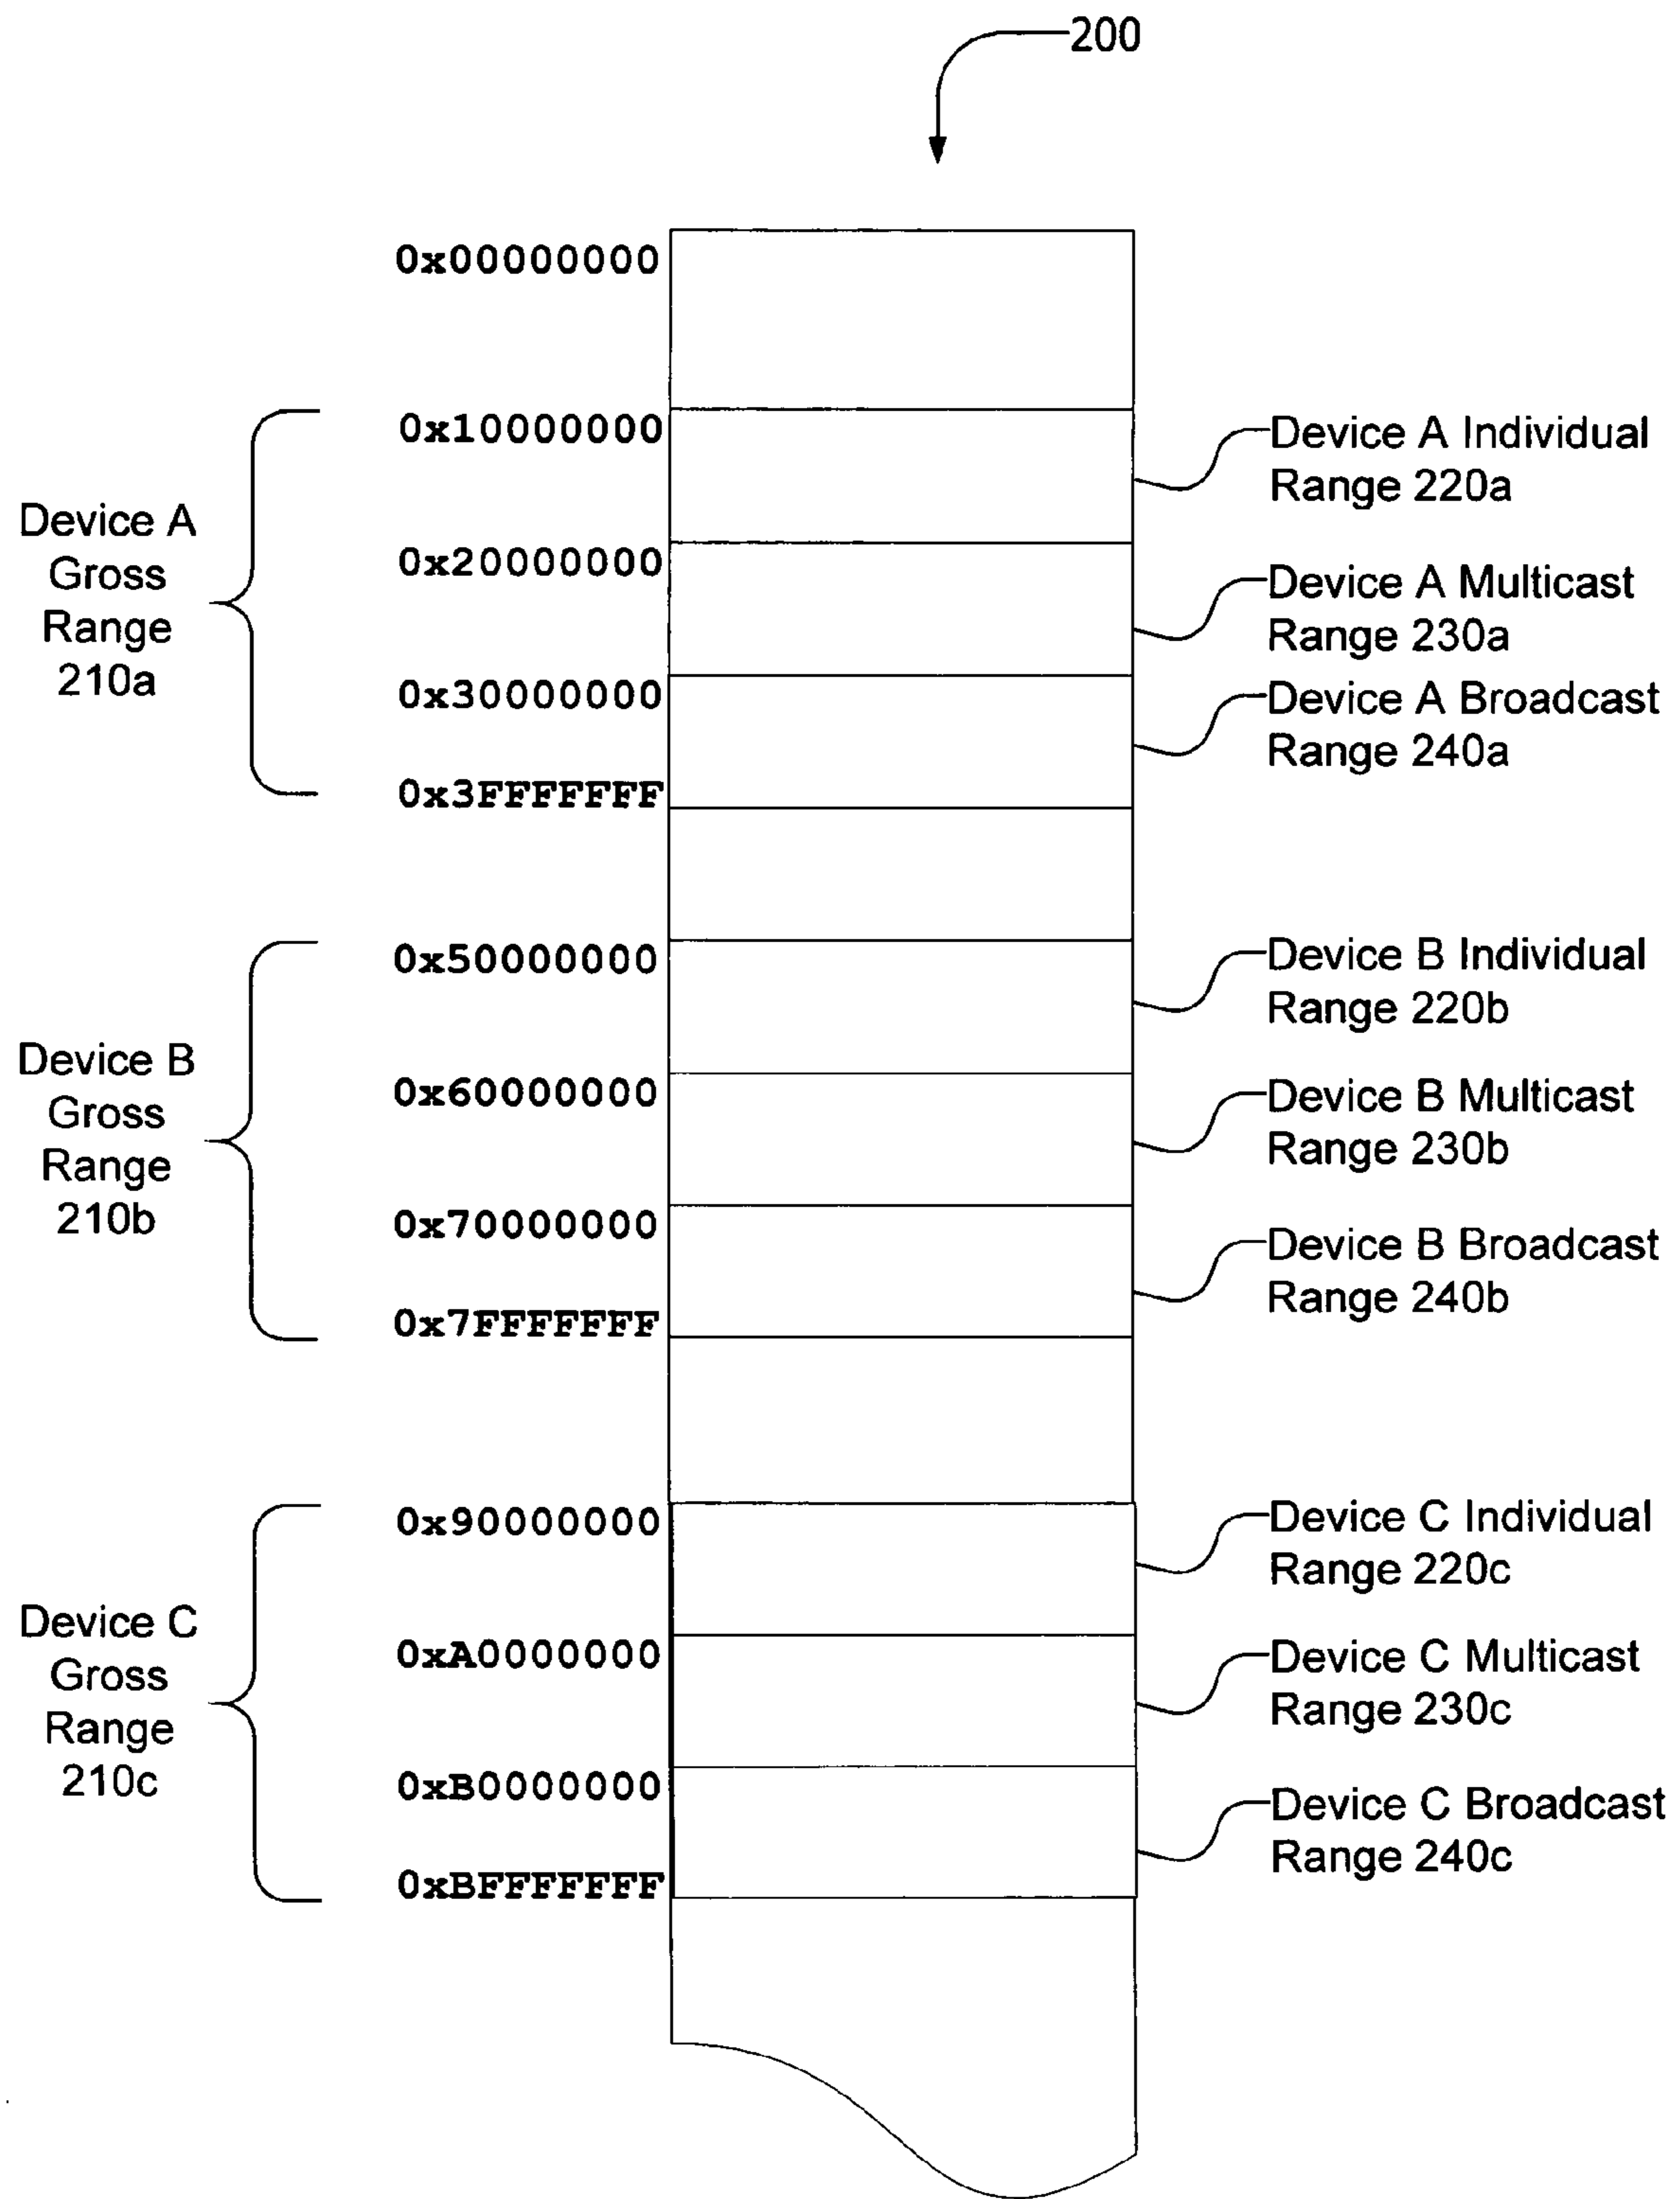 200
0x00000000
0x10000000
Device A Individual
Range 220a
Device A
Gross
Range
210a
0x20000000
Device A Multicast
Range 230a
0x30000000
Device A Broadcast
Range 240a
0x3FFFFFFF
0x50000000
Device B Individual
Range 220b
Device B
Gross
Range
210b
0x60000000
Device B Multicast
Range 230b
0x70000000
Device B Broadcast
Range 240b
0x7FFFFFFF
0x90000000
Device C Individual
Range 220c
Device C
Gross
Range
210c
0xA0000000
Device C Multicast
Range 230c
0xB0000000
Device C Broadcast
Range 240c
0xBFFFFFFF